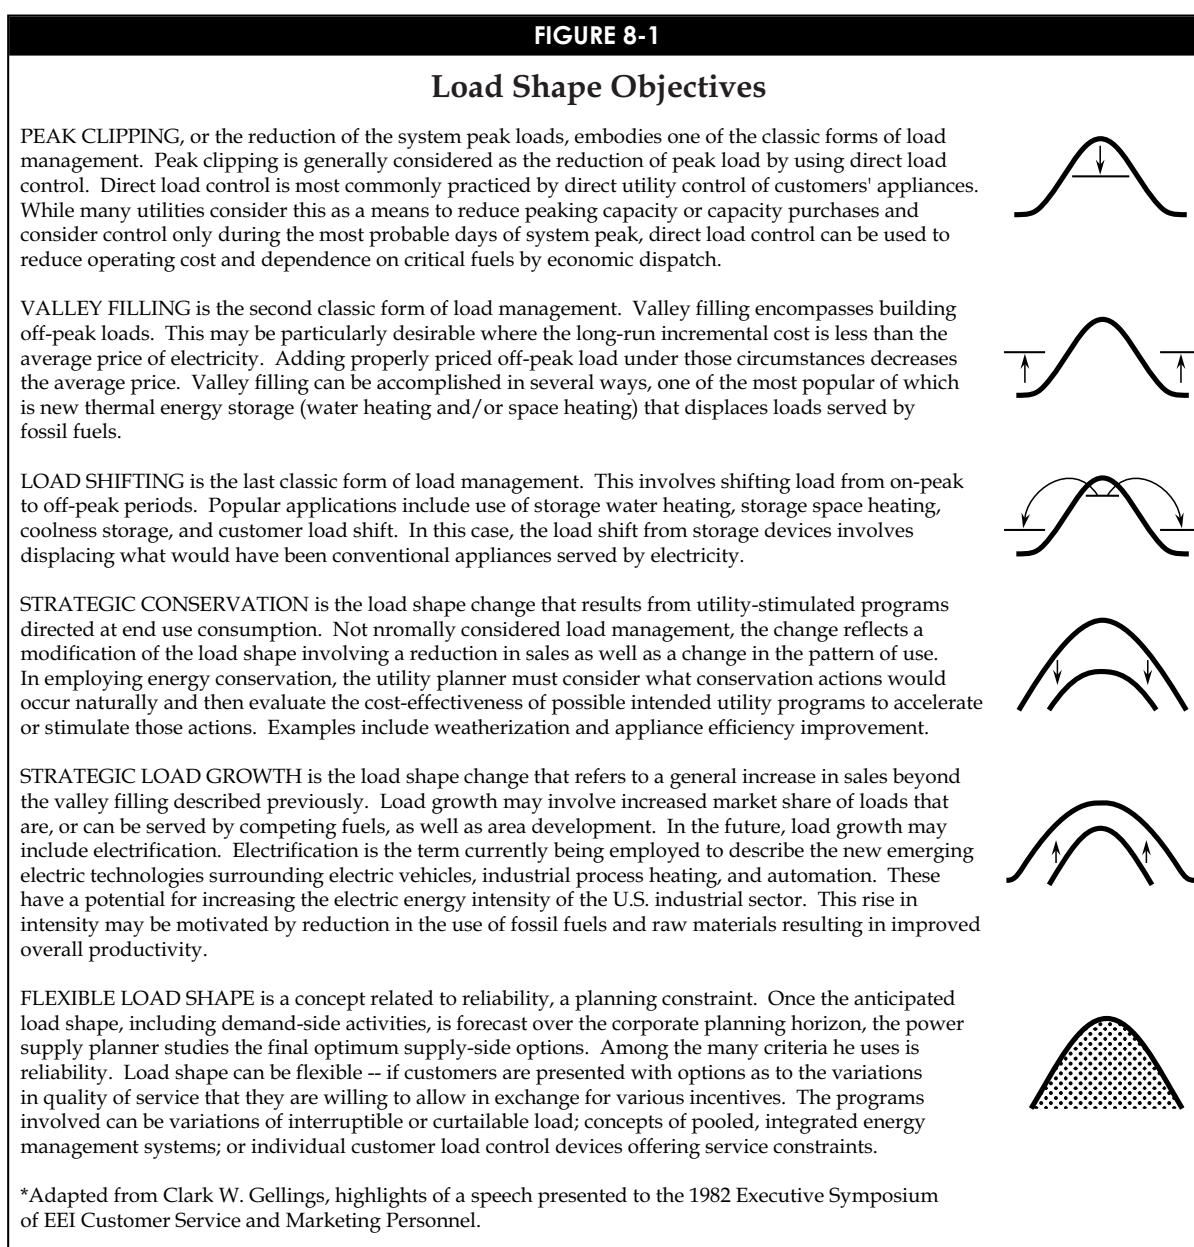 FIGURE 8-1
Load Shape Objectives
PEAK CLIPPING, or the reduction of the system peak loads, embodies one of the classic forms of load
management.  Peak clipping is generally considered as the reduction of peak load by using direct load
control.  Direct load control is most commonly practiced by direct utility control of customers' appliances.
While many utilities consider this as a means to reduce peaking capacity or capacity purchases and
consider control only during the most probable days of system peak, direct load control can be used to
reduce operating cost and dependence on critical fuels by economic dispatch.
VALLEY FILLING is the second classic form of load management.  Valley filling encompasses building
off-peak loads.  This may be particularly desirable where the long-run incremental cost is less than the
average price of electricity.  Adding properly priced off-peak load under those circumstances decreases
the average price.  Valley filling can be accomplished in several ways, one of the most popular of which
is new thermal energy storage (water heating and/or space heating) that displaces loads served by
fossil fuels.
LOAD SHIFTING is the last classic form of load management.  This involves shifting load from on-peak
to off-peak periods.  Popular applications include use of storage water heating, storage space heating,
coolness storage, and customer load shift.  In this case, the load shift from storage devices involves
displacing what would have been conventional appliances served by electricity.
STRATEGIC CONSERVATION is the load shape change that results from utility-stimulated programs
directed at end use consumption.  Not nromally considered load management, the change reflects a
modification of the load shape involving a reduction in sales as well as a change in the pattern of use.
In employing energy conservation, the utility planner must consider what conservation actions would
occur naturally and then evaluate the cost-effectiveness of possible intended utility programs to accelerate
or stimulate those actions.  Examples include weatherization and appliance efficiency improvement.
STRATEGIC LOAD GROWTH is the load shape change that refers to a general increase in sales beyond
the valley filling described previously.  Load growth may involve increased market share of loads that
are, or can be served by competing fuels, as well as area development.  In the future, load growth may
include electrification.  Electrification is the term currently being employed to describe the new emerging
electric technologies surrounding electric vehicles, industrial process heating, and automation.  These
have a potential for increasing the electric energy intensity of the U.S. industrial sector.  This rise in
intensity may be motivated by reduction in the use of fossil fuels and raw materials resulting in improved
overall productivity.
FLEXIBLE LOAD SHAPE is a concept related to reliability, a planning constraint.  Once the anticipated
load shape, including demand-side activities, is forecast over the corporate planning horizon, the power
supply planner studies the final optimum supply-side options.  Among the many criteria he uses is
reliability.  Load shape can be flexible -- if customers are presented with options as to the variations
in quality of service that they are willing to allow in exchange for various incentives.  The programs
involved can be variations of interruptible or curtailable load; concepts of pooled, integrated energy
management systems; or individual customer load control devices offering service constraints.
*Adapted from Clark W. Gellings, highlights of a speech presented to the 1982 Executive Symposium
of EEI Customer Service and Marketing Personnel.